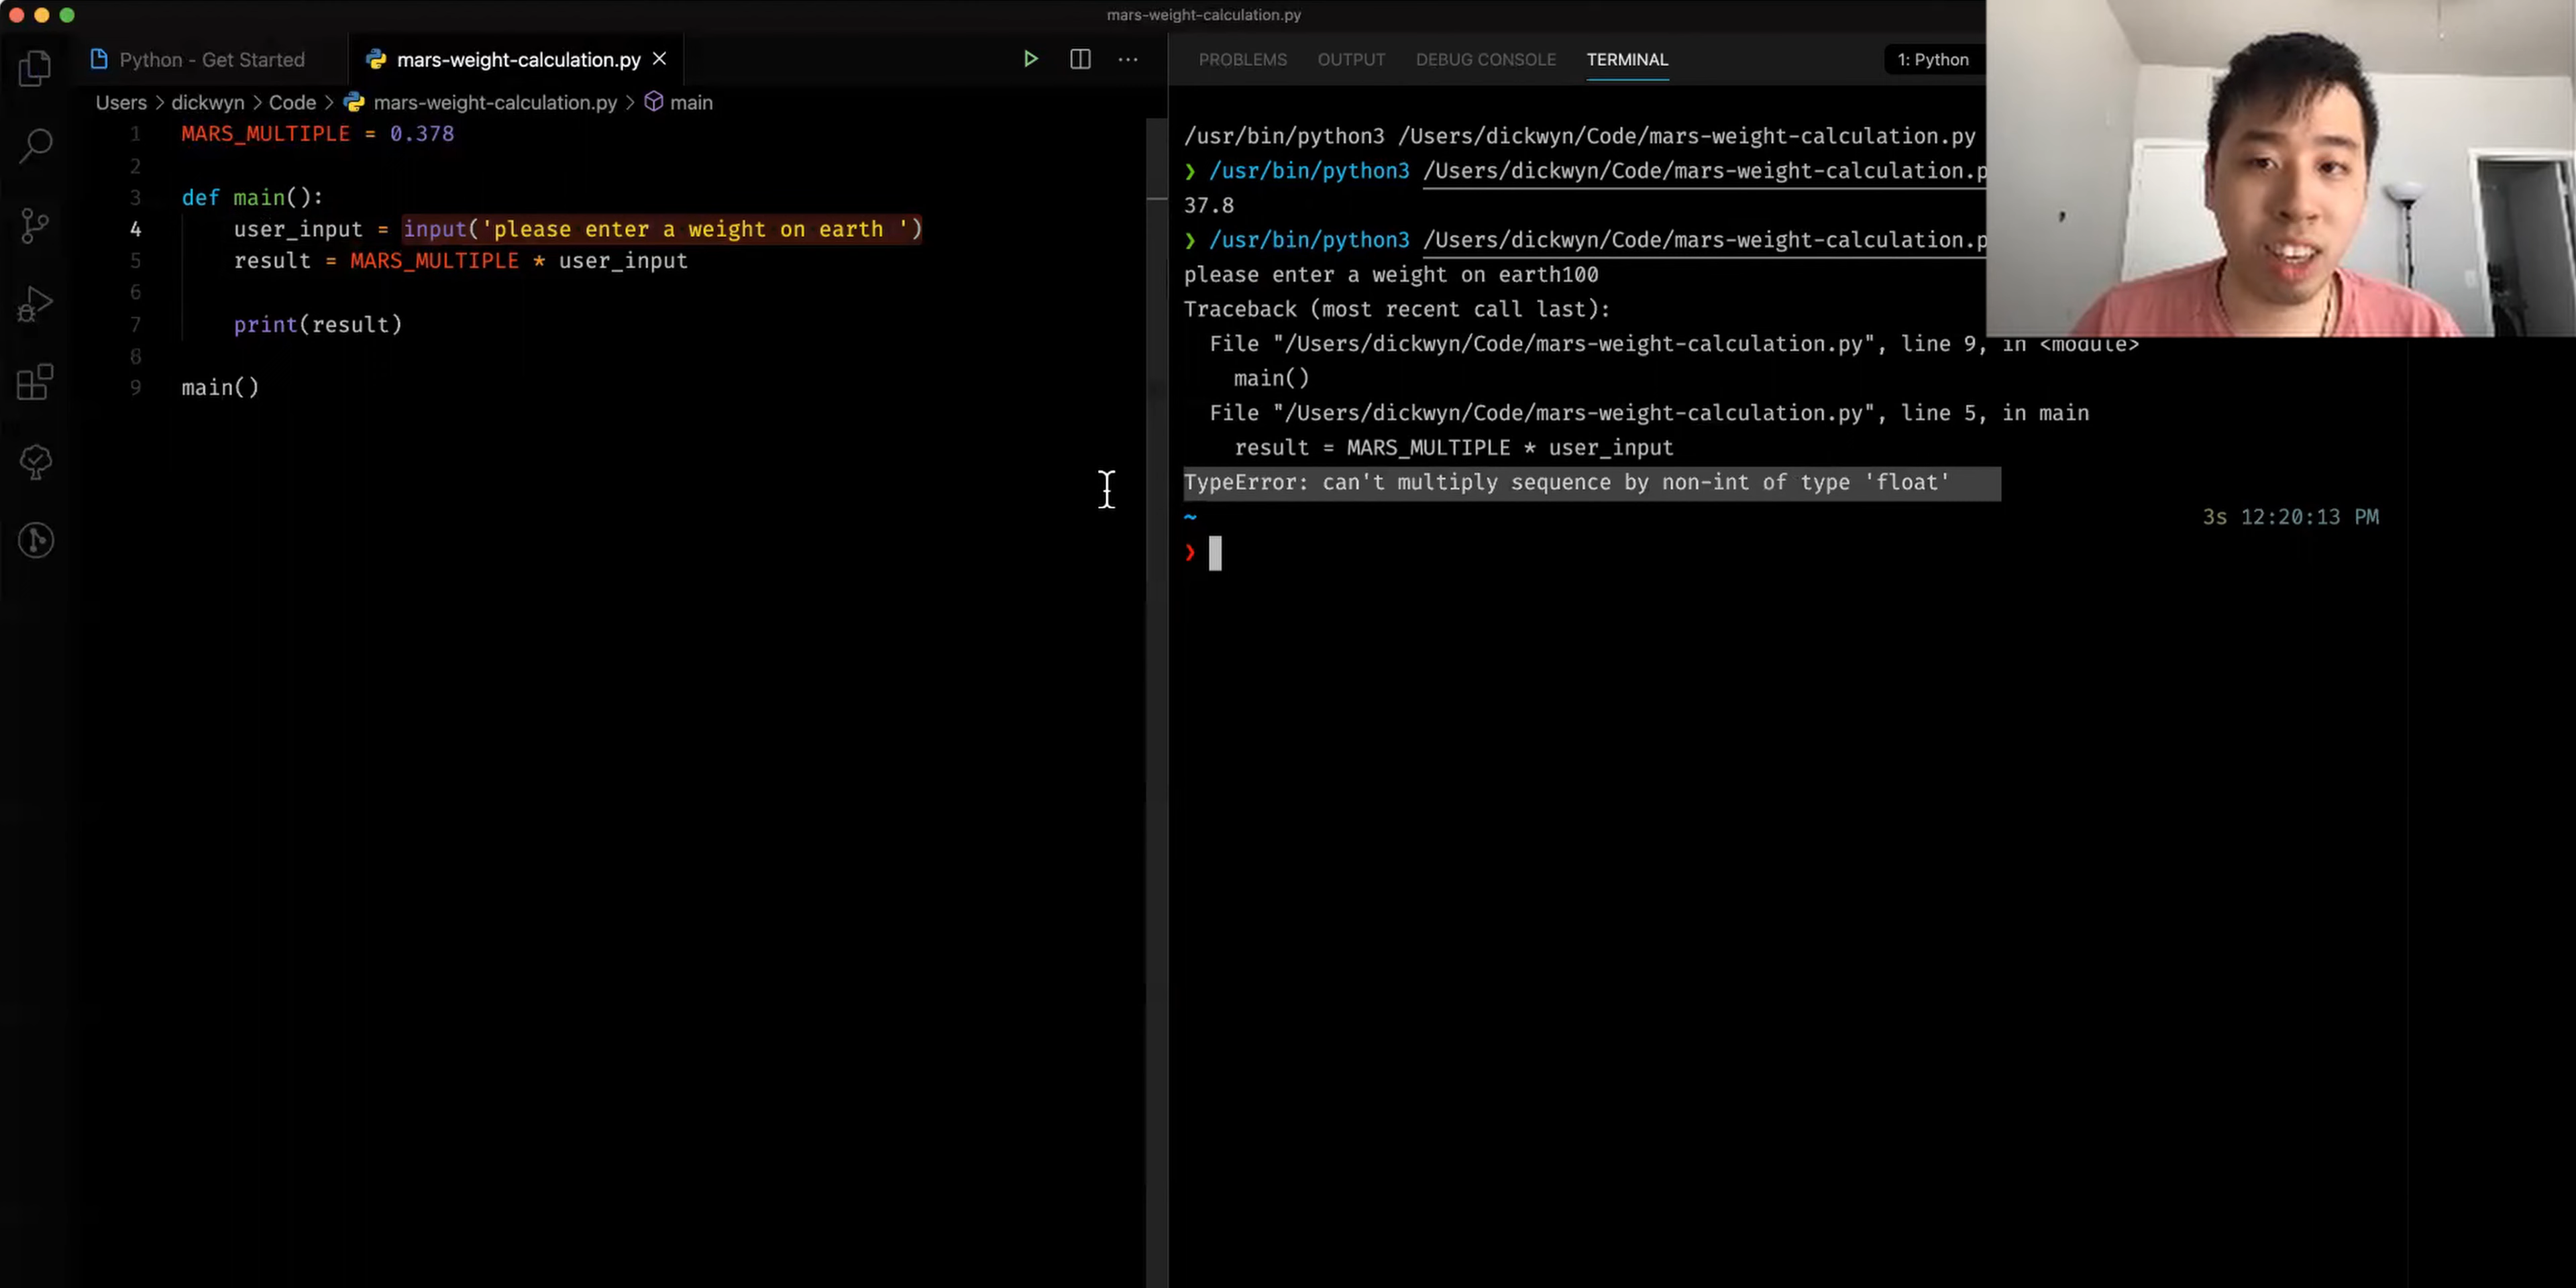 mars-weight-calculation.py
Python - Get Started
mars-weight-calculation.py
Users > dickwyn > Code > mars-weight-calculation.py > main
1 MARS_MULTIPLE = 0.378
2
3 def main():
4 user_input = input('please enter a weight on earth ')
5 result = MARS_MULTIPLE * user_input
6
7 print(result)
8
9 main()
PROBLEMS OUTPUT DEBUG CONSOLE TERMINAL 1: Python
/usr/bin/python3 /Users/dickwyn/Code/mars-weight-calculation.py
❯ /usr/bin/python3 /Users/dickwyn/Code/mars-weight-calculation.p
37.8
❯ /usr/bin/python3 /Users/dickwyn/Code/mars-weight-calculation.p
please enter a weight on earth100
Traceback (most recent call last):
File "/Users/dickwyn/Code/mars-weight-calculation.py", line 9, in <module>
main()
File "/Users/dickwyn/Code/mars-weight-calculation.py", line 5, in main
result = MARS_MULTIPLE * user_input
TypeError: can't multiply sequence by non-int of type 'float'
~ 3s 12:20:13 PM
❯